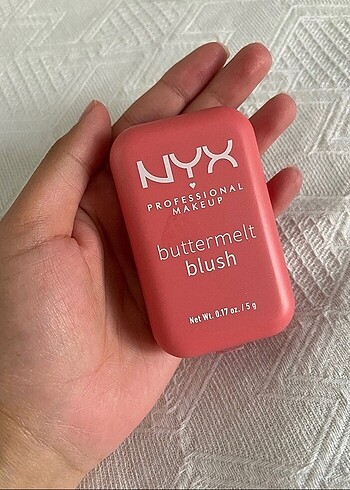 NYX
PROFESSIONAL
MAKEUP
buttermelt
blush
Net Wt. 0.17 oz. / 5 g